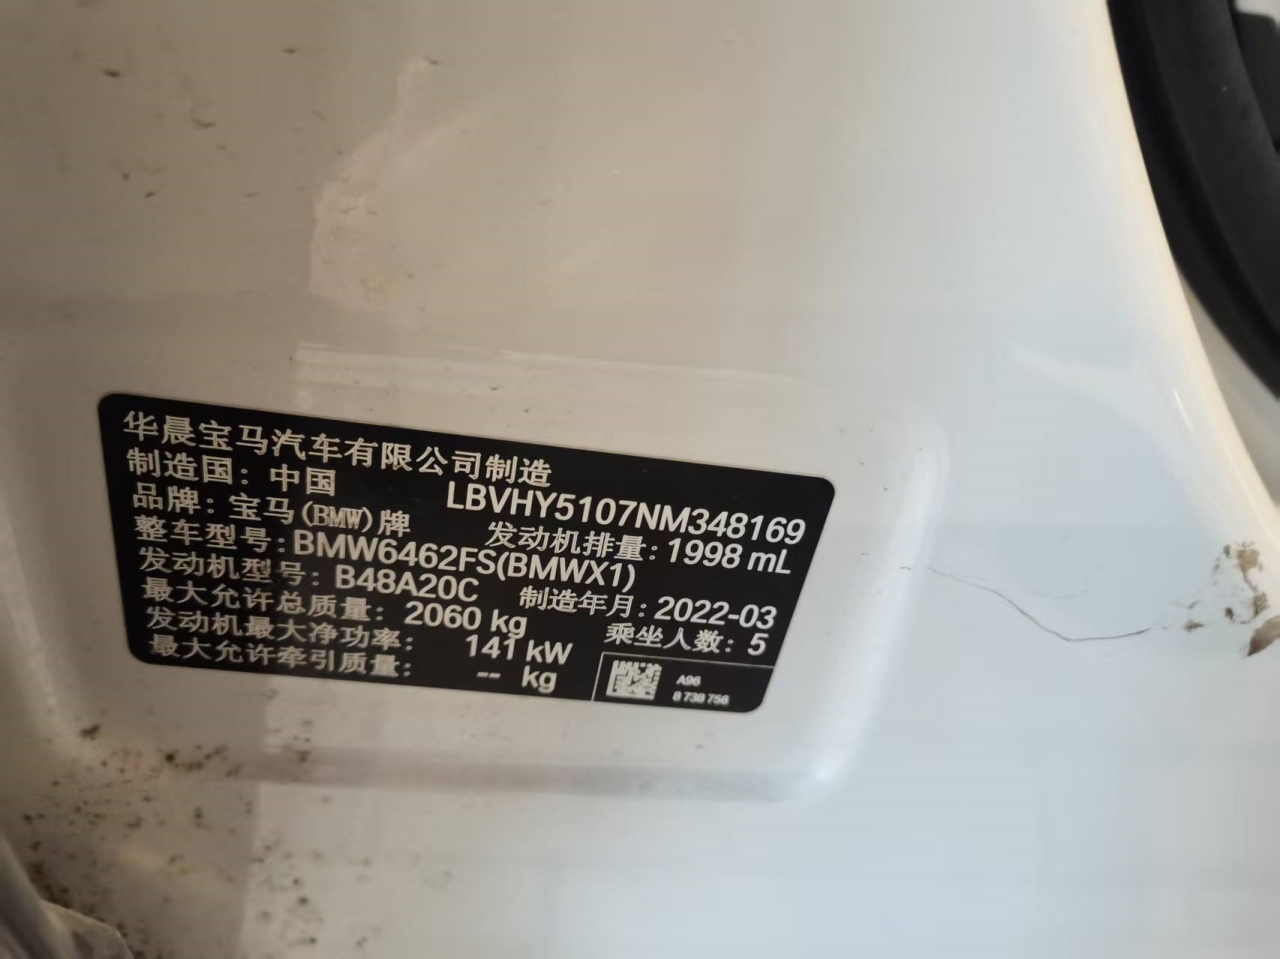 华晨宝马汽车有限公司制造
制造国：中国
LBVHY5107NM348169
品牌：宝马(BMW)牌
发动机排量：1998 mL
整车型号：BMW6462FS(BMWX1)
发动机型号：B48A20C
制造年月：2022-03
最大允许总质量：2060 kg
乘坐人数：5
发动机最大净功率：141 kW
最大允许牵引质量：-- kg
A96
8 738 756